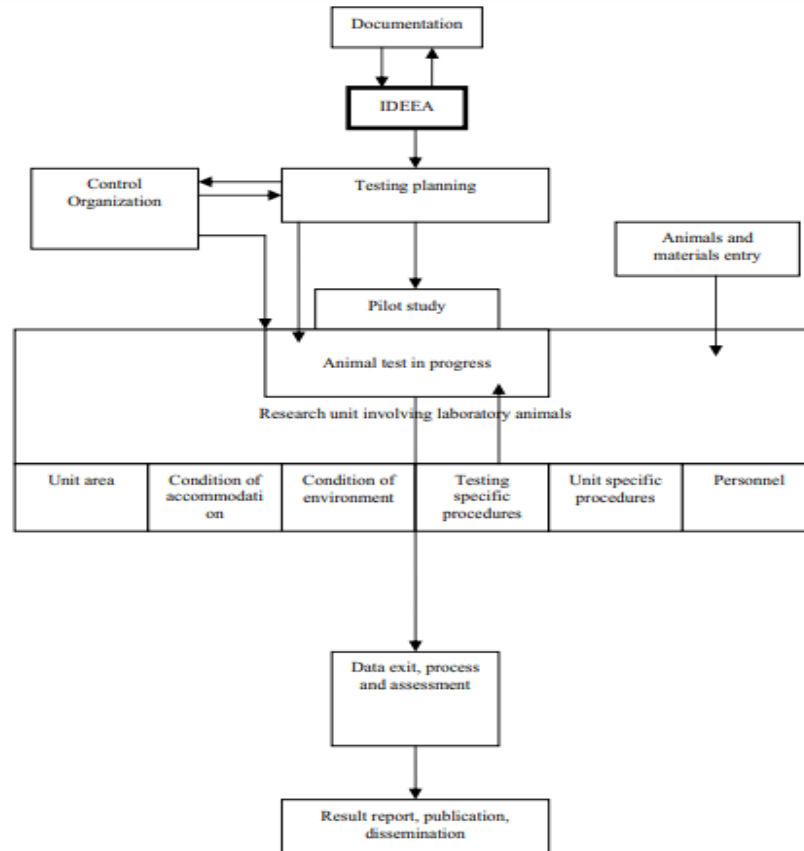 Documentation
IDEEA
Control
Organization
Testing planning
Animals and
materials entry
Pilot study
Animal test in progress
Research unit involving laboratory animals
Unit area
Condition of
accommodati
on
Condition of
environment
Testing
specific
procedures
Unit specific
procedures
Personnel
Data exit, process
and assessment
Result report, publication,
dissemination